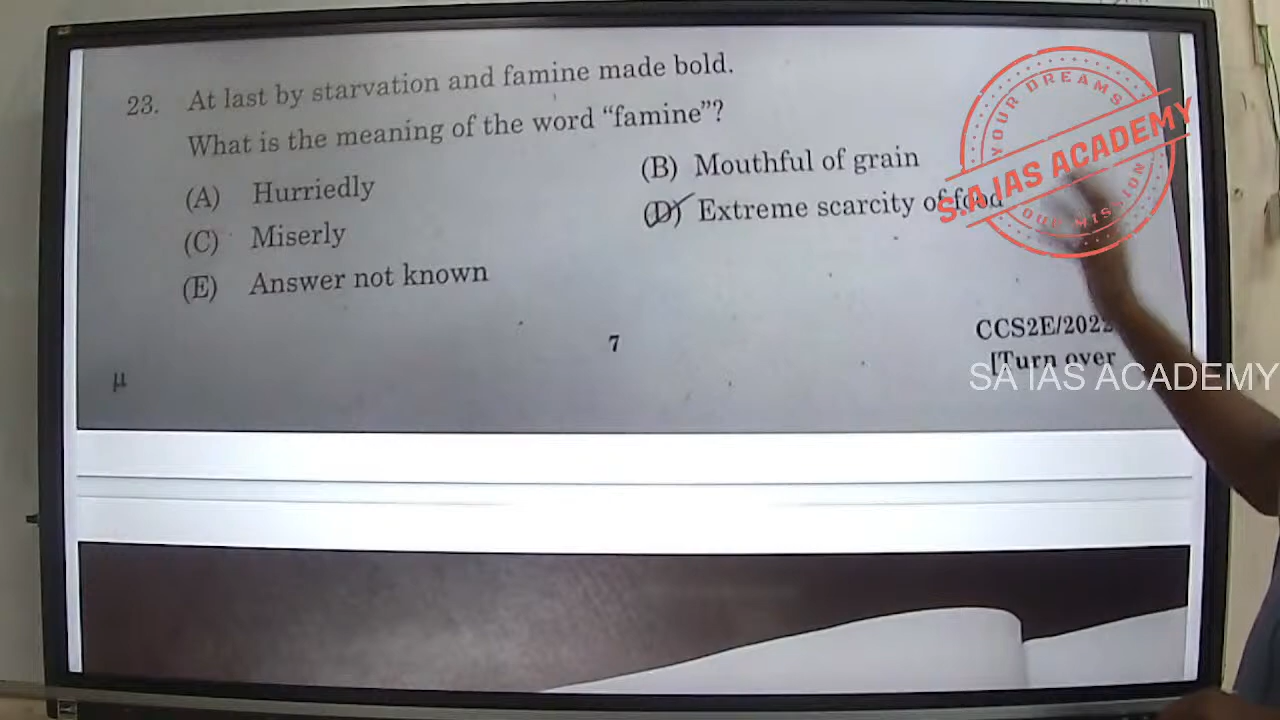 23. At last by starvation and famine made bold.
What is the meaning of the word “famine”?
(A) Hurriedly
(B) Mouthful of grain
(C) Miserly
(D) Extreme scarcity of food
(E) Answer not known
7
CCS2E/2022
[Turn over
µ
YOUR DREAMS
S.A IAS ACADEMY
OUR MISSION
SA IAS ACADEMY